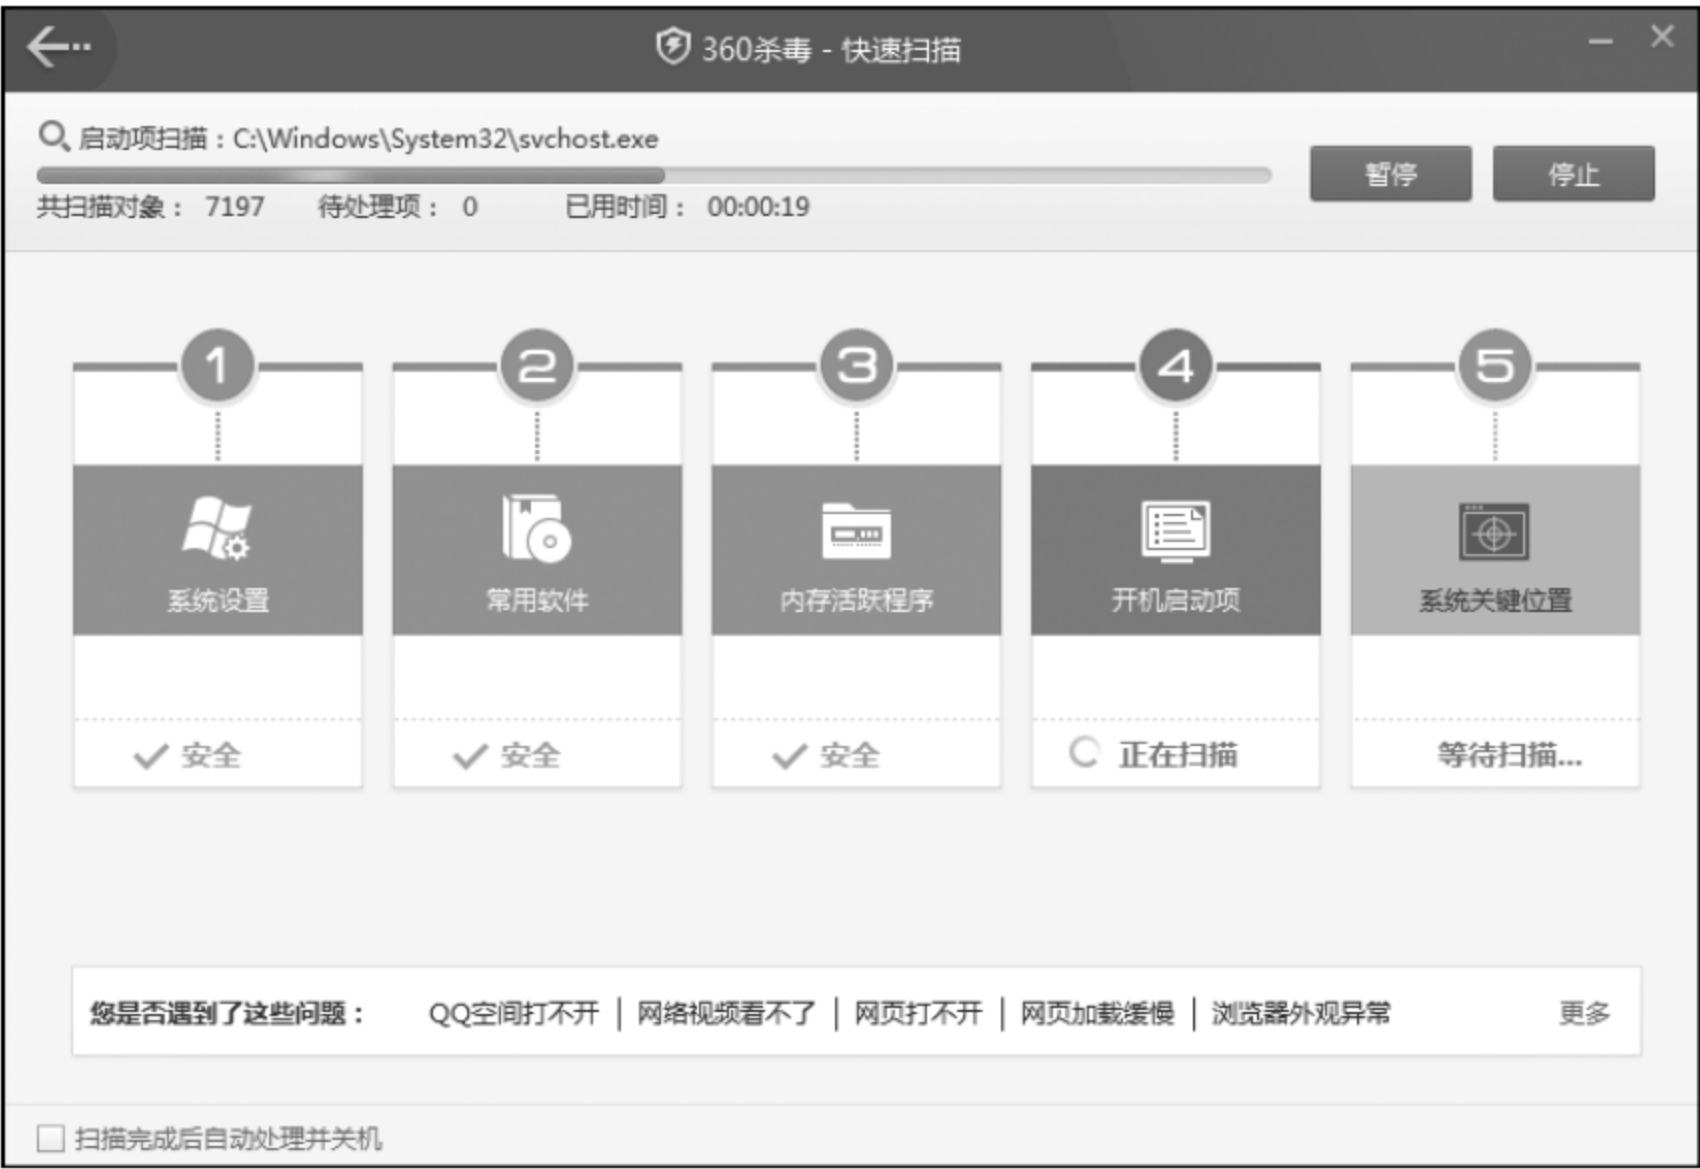 360杀毒 - 快速扫描
启动项扫描：C:\Windows\System32\svchost.exe
暂停 停止
共扫描对象： 7197 待处理项： 0 已用时间： 00:00:19
1 2 3 4 5
系统设置 常用软件 内存活跃程序 开机启动项 系统关键位置
安全 安全 安全 正在扫描 等待扫描...
您是否遇到了这些问题： QQ空间打不开 | 网络视频看不了 | 网页打不开 | 网页加载缓慢 | 浏览器外观异常 更多
扫描完成后自动处理并关机